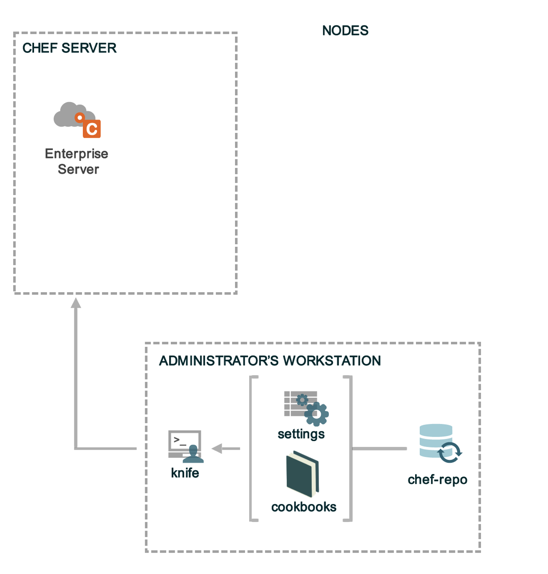 NODES
CHEF SERVER
C
Enterprise
Server
ADMINISTRATOR'S WORKSTATION
>_
settings
knife
chef-repo
cookbooks